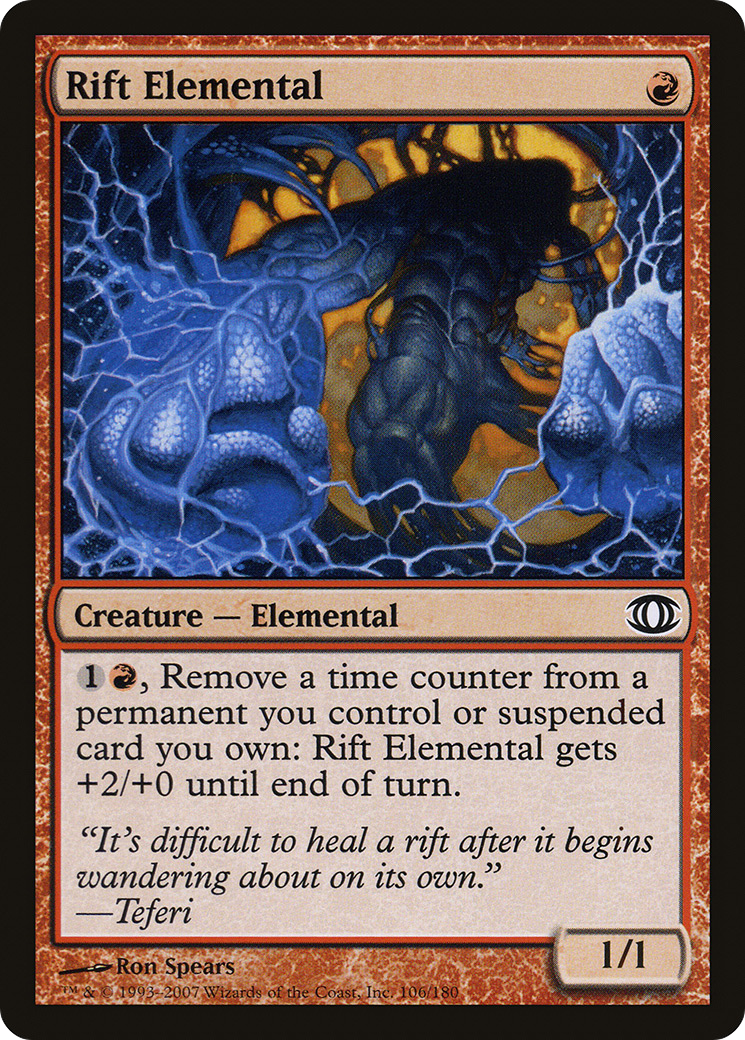 Rift Elemental
Creature — Elemental
1, Remove a time counter from a
permanent you control or suspended
card you own: Rift Elemental gets
+2/+0 until end of turn.
“It’s difficult to heal a rift after it begins
wandering about on its own.”
—Teferi
1/1
Ron Spears
™ & © 1993–2007 Wizards of the Coast, Inc. 106/180